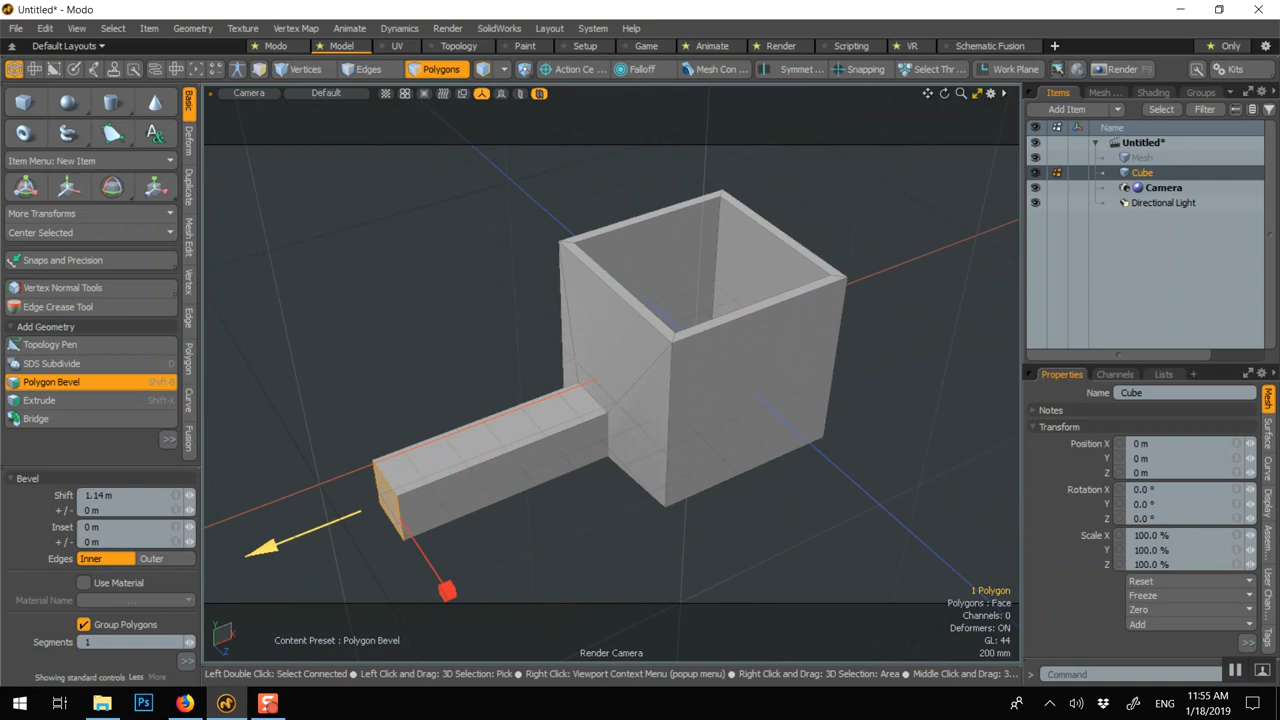 Untitled* - Modo
File Edit View Select Item Geometry Texture Vertex Map Animate Dynamics Render SolidWorks Layout System Help
Default Layouts Modo Model UV Topology Paint Setup Game Animate Render Scripting VR Schematic Fusion Only
Vertices Edges Polygons Action Ce ... Falloff Mesh Con ... Symmet ... Snapping Select Thr ... Work Plane Render Kits
Camera Default
Items Mesh ... Shading Groups
Add Item Select Filter
Name
Untitled*
Mesh
Cube
Camera
Directional Light
Basic
Deform
Duplicate
Mesh Edit
Vertex
Edge
Polygon
Curve
Fusion
Item Menu: New Item
More Transforms
Center Selected
Snaps and Precision
Vertex Normal Tools
Edge Crease Tool
Add Geometry
Topology Pen
SDS Subdivide D
Polygon Bevel Shift-B
Extrude Shift-X
Bridge
>>
Bevel
Shift 1.14 m
+ / - 0 m
Inset 0 m
+ / - 0 m
Edges Inner Outer
Use Material
Material Name ...
Group Polygons
Segments 1
>>
Showing standard controls Less More
Y
X
Z
Content Preset : Polygon Bevel
Render Camera
1 Polygon
Polygons : Face
Channels: 0
Deformers: ON
GL: 44
200 mm
Properties Channels Lists +
Name Cube
Notes
Transform
Position X 0 m
Y 0 m
Z 0 m
Rotation X 0.0 °
Y 0.0 °
Z 0.0 °
Scale X 100.0 %
Y 100.0 %
Z 100.0 %
Reset
Freeze
Zero
Add
>>
Mesh
Surface
Curve
Display
Assem...
User Chan...
Tags
Left Double Click: Select Connected ● Left Click and Drag: 3D Selection: Pick ● Right Click: Viewport Context Menu (popup menu) ● Right Click and Drag: 3D Selection: Area ● Middle Click and Drag: 3...
> Command
Ps
ENG
11:55 AM
1/18/2019